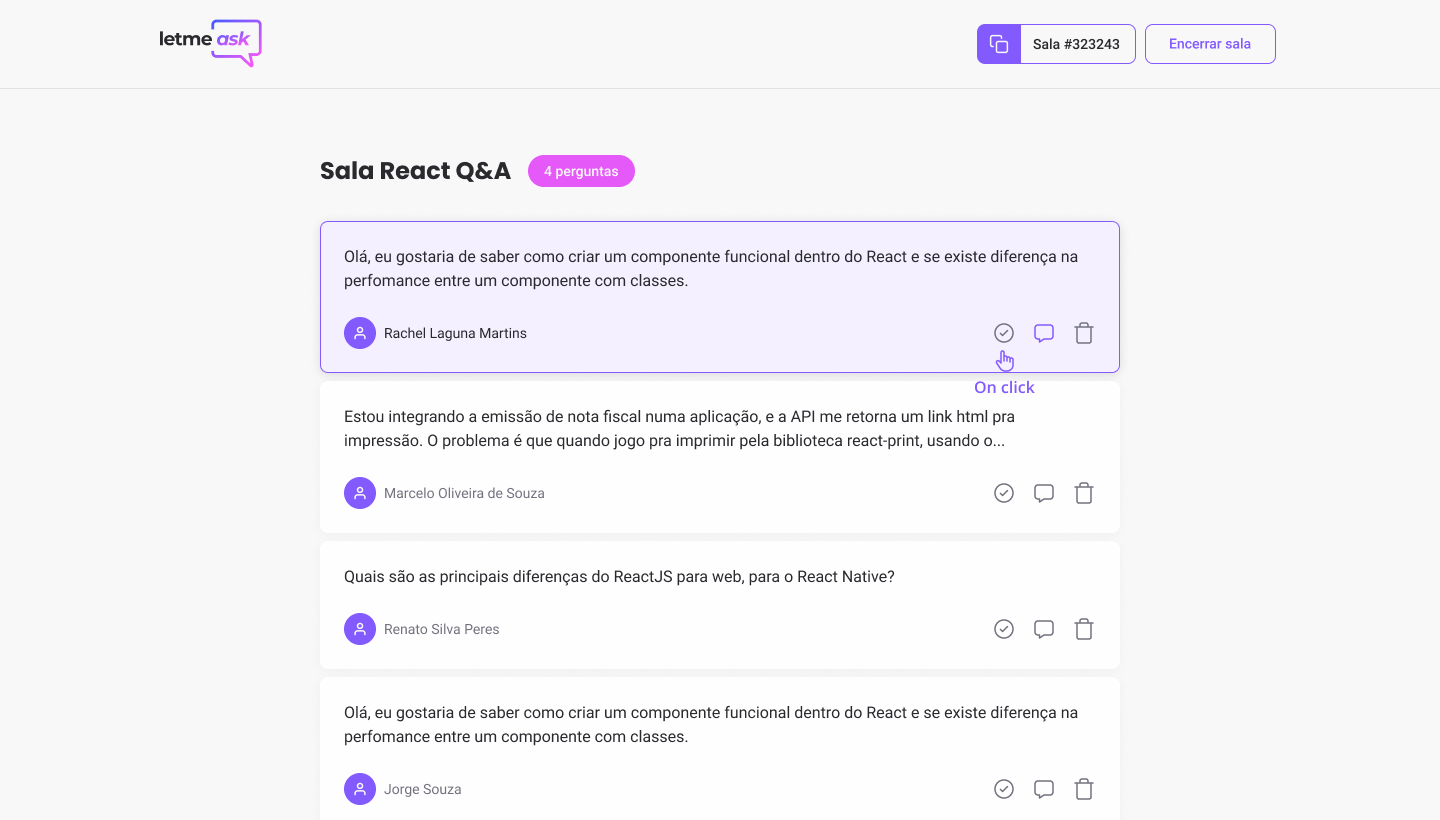 letme ask
Sala #323243
Encerrar sala
Sala React Q&A
4 perguntas
Olá, eu gostaria de saber como criar um componente funcional dentro do React e se existe diferença na
perfomance entre um componente com classes.
Rachel Laguna Martins
On click
Estou integrando a emissão de nota fiscal numa aplicação, e a API me retorna um link html pra
impressão. O problema é que quando jogo pra imprimir pela biblioteca react-print, usando o...
Marcelo Oliveira de Souza
Quais são as principais diferenças do ReactJS para web, para o React Native?
Renato Silva Peres
Olá, eu gostaria de saber como criar um componente funcional dentro do React e se existe diferença na
perfomance entre um componente com classes.
Jorge Souza